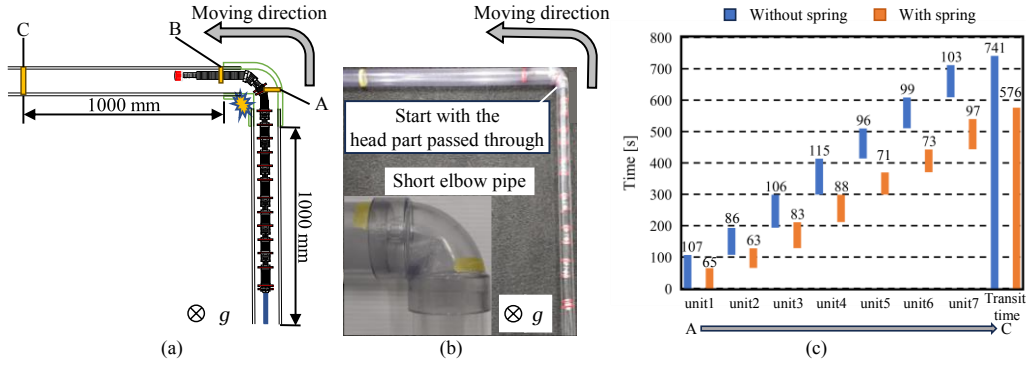 Moving direction
C
B
A
1000 mm
1000 mm
g
(a)
Moving direction
Start with the
head part passed through
Short elbow pipe
g
(b)
Without spring
With spring
Time [s]
800
700
600
500
400
300
200
100
0
107
65
86
63
106
83
115
88
96
71
99
73
103
97
741
576
unit1
unit2
unit3
unit4
unit5
unit6
unit7
Transit
time
A
C
(c)